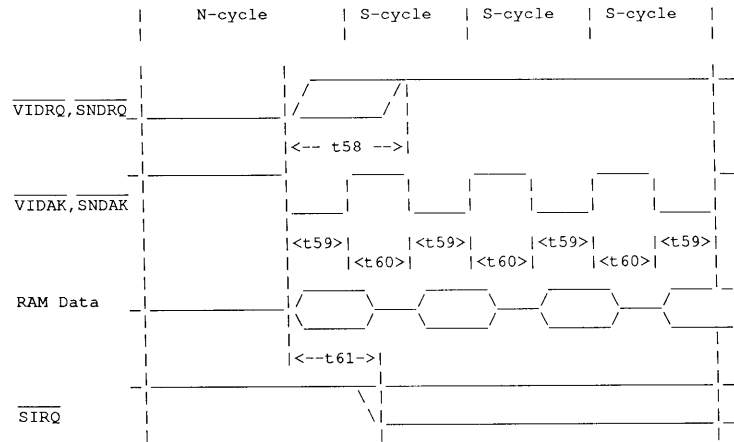 N-cycle S-cycle S-cycle S-cycle
VIDRQ,SNDRQ
<-- t58 -->
VIDAK,SNDAK
<t59> <t59> <t59> <t59>
<t60> <t60> <t60>
RAM Data
<--t61->
SIRQ